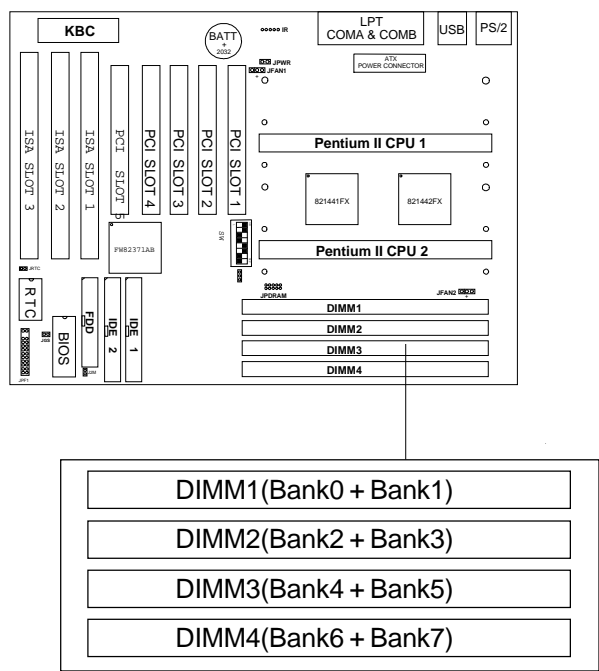 KBC
BATT
+
2032
IR
LPT
COMA & COMB
USB
PS/2
JPWR
JFAN1
+
ATX
POWER CONNECTOR
ISA SLOT 3
ISA SLOT 2
ISA SLOT 1
PCI SLOT 5
PCI SLOT 4
PCI SLOT 3
PCI SLOT 2
PCI SLOT 1
Pentium II CPU 1
821441FX
821442FX
SW
FW82371AB
Pentium II CPU 2
JRTC
RTC
JPDRAM
JFAN2
+
FDD
IDE 2
IDE 1
BIOS
JPF1
DIMM1
DIMM2
DIMM3
DIMM4
DIMM1(Bank0 + Bank1)
DIMM2(Bank2 + Bank3)
DIMM3(Bank4 + Bank5)
DIMM4(Bank6 + Bank7)